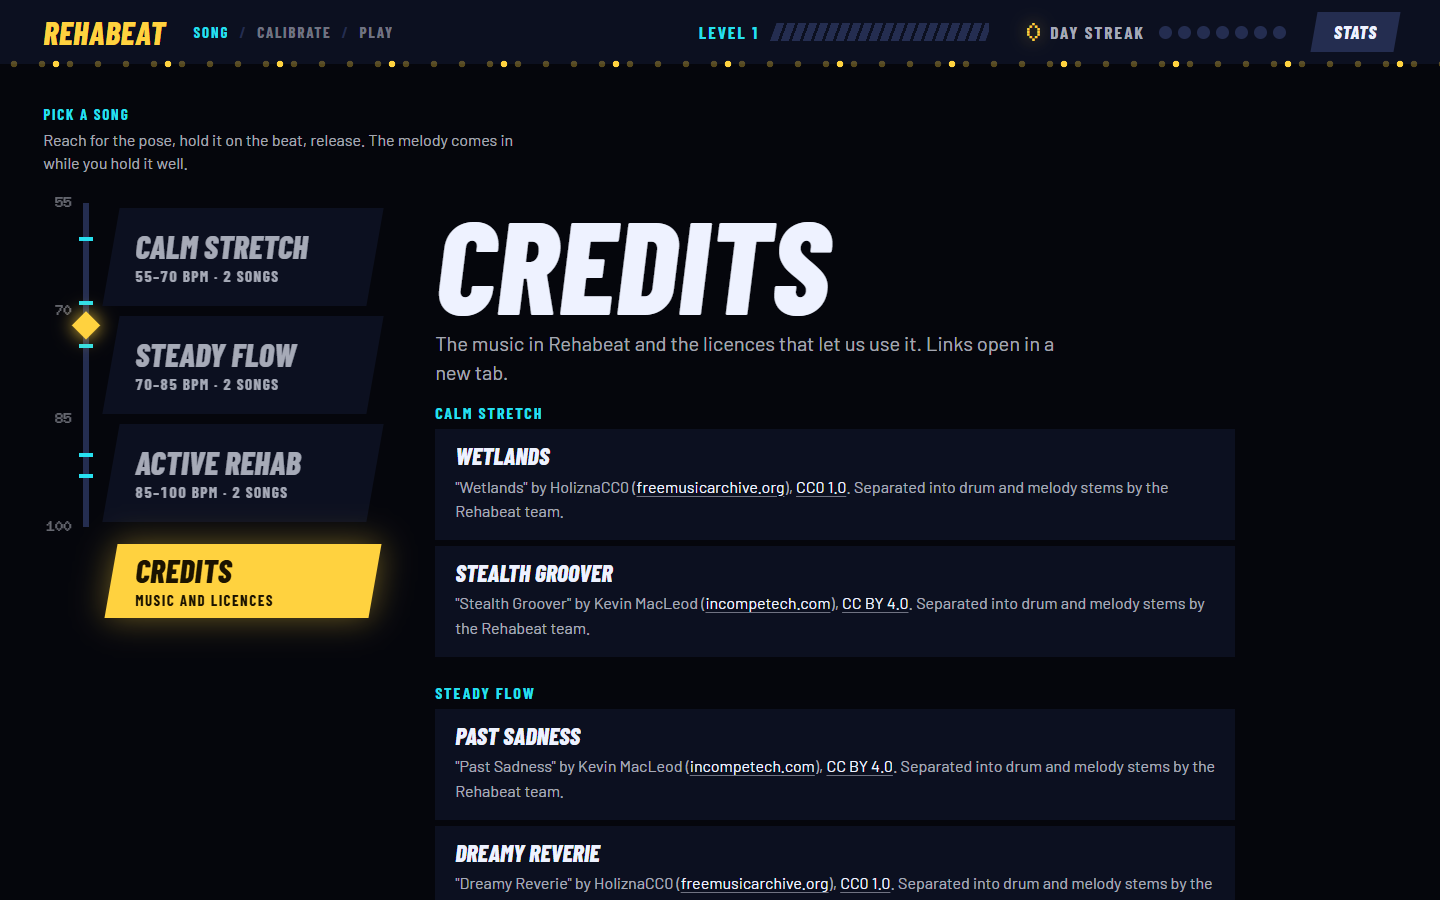 REHABEAT
SONG / CALIBRATE / PLAY
LEVEL 1
0 DAY STREAK
STATS
PICK A SONG
Reach for the pose, hold it on the beat, release. The melody comes in
while you hold it well.
55
70
85
100
CALM STRETCH
55-70 BPM · 2 SONGS
STEADY FLOW
70-85 BPM · 2 SONGS
ACTIVE REHAB
85-100 BPM · 2 SONGS
CREDITS
MUSIC AND LICENCES
CREDITS
The music in Rehabeat and the licences that let us use it. Links open in a
new tab.
CALM STRETCH
WETLANDS
"Wetlands" by HoliznaCC0 (freemusicarchive.org), CC0 1.0. Separated into drum and melody stems by the
Rehabeat team.
STEALTH GROOVER
"Stealth Groover" by Kevin MacLeod (incompetech.com), CC BY 4.0. Separated into drum and melody stems by
the Rehabeat team.
STEADY FLOW
PAST SADNESS
"Past Sadness" by Kevin MacLeod (incompetech.com), CC BY 4.0. Separated into drum and melody stems by the
Rehabeat team.
DREAMY REVERIE
"Dreamy Reverie" by HoliznaCC0 (freemusicarchive.org), CC0 1.0. Separated into drum and melody stems by the